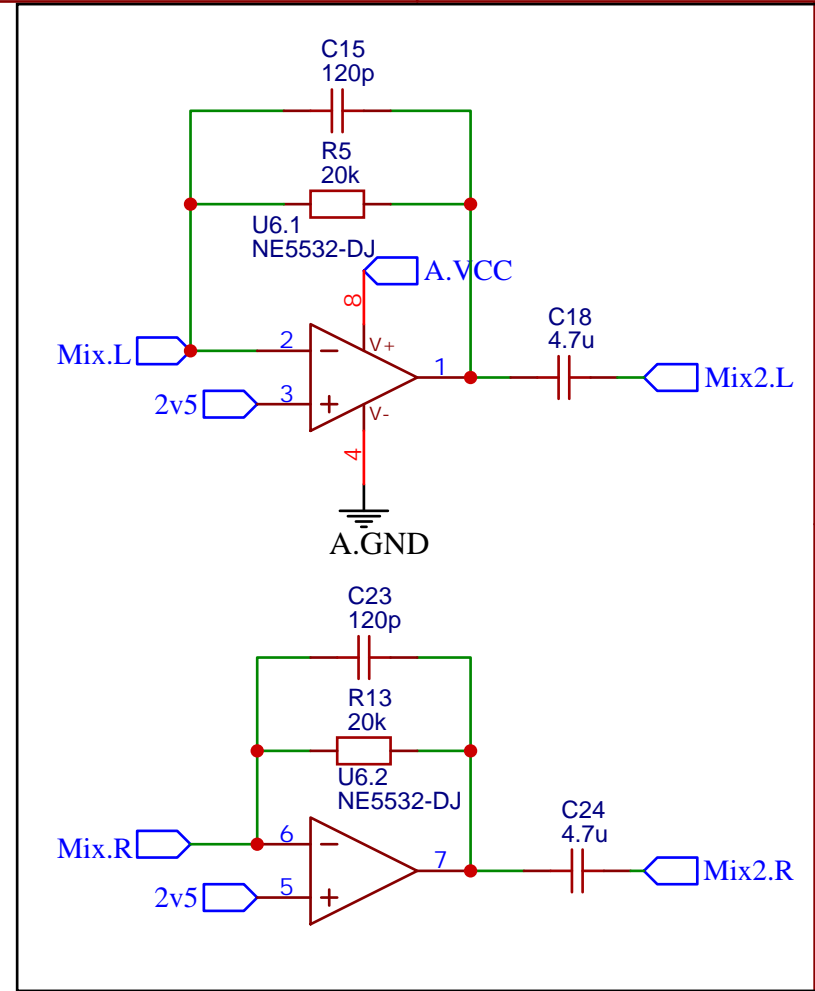 C15
120p
R5
20k
U6.1
NE5532-DJ
A.VCC
8
V+
C18
4.7u
Mix.L
2
1
Mix2.L
2v5
3
V-
4
A.GND
C23
120p
R13
20k
U6.2
NE5532-DJ
C24
4.7u
Mix.R
6
7
Mix2.R
2v5
5